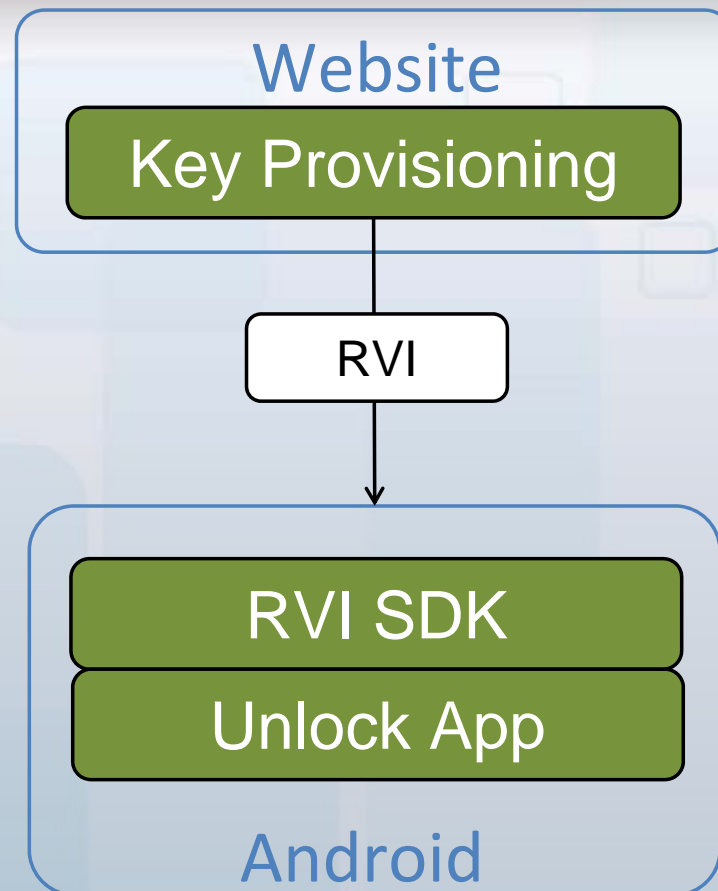 Website
Key Provisioning
RVI
RVI SDK
Unlock App
Android